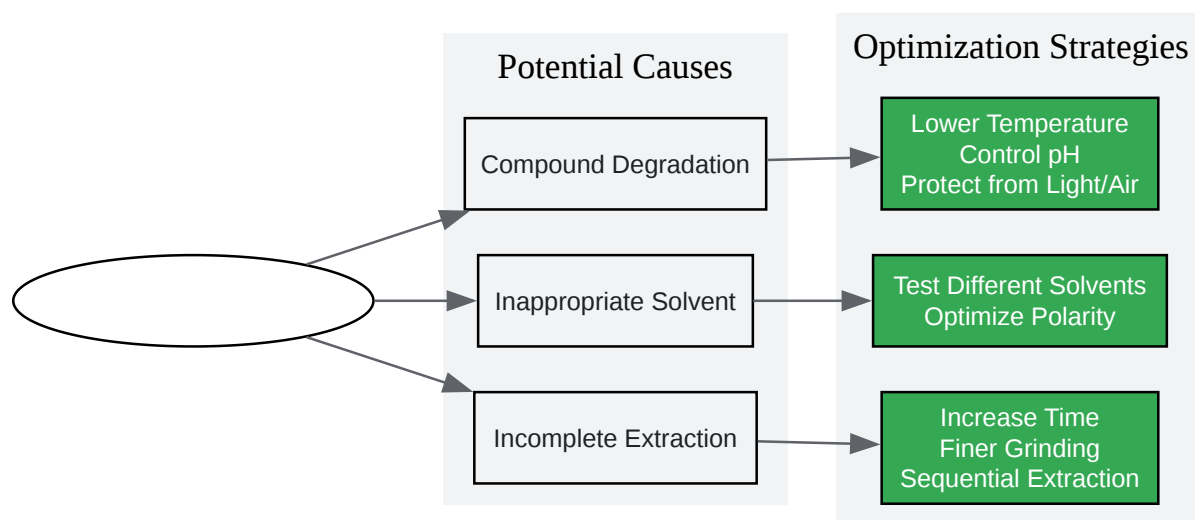 Potential Causes
Optimization Strategies
Compound Degradation
Lower Temperature
Control pH
Protect from Light/Air
Inappropriate Solvent
Test Different Solvents
Optimize Polarity
Incomplete Extraction
Increase Time
Finer Grinding
Sequential Extraction